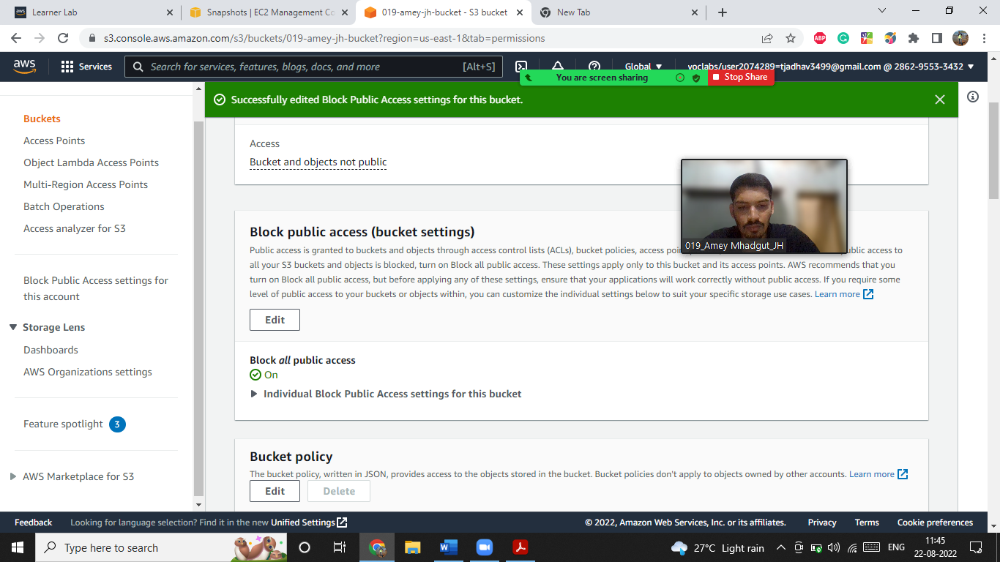 Learner Lab
Snapshots | EC2 Management Co
019-amey-jh-bucket - S3 bucket
New Tab
s3.console.aws.amazon.com/s3/buckets/019-amey-jh-bucket?region=us-east-1&tab=permissions
ABP
aws
Services
Search for services, features, blogs, docs, and more
[Alt+S]
Global
voclabs/user2074289=tjadhav3499@gmail.com @ 2862-9553-3432
You are screen sharing
Stop Share
Successfully edited Block Public Access settings for this bucket.
Buckets
Access Points
Object Lambda Access Points
Multi-Region Access Points
Batch Operations
Access analyzer for S3
Block Public Access settings for
this account
Storage Lens
Dashboards
AWS Organizations settings
Feature spotlight 3
AWS Marketplace for S3
Access
Bucket and objects not public
019_Amey Mhadgut_JH
Block public access (bucket settings)
Public access is granted to buckets and objects through access control lists (ACLs), bucket policies, access public access to
all your S3 buckets and objects is blocked, turn on Block all public access. These settings apply only to this bucket and its access points. AWS recommends that you
turn on Block all public access, but before applying any of these settings, ensure that your applications will work correctly without public access. If you require some
level of public access to your buckets or objects within, you can customize the individual settings below to suit your specific storage use cases. Learn more
Edit
Block all public access
On
Individual Block Public Access settings for this bucket
Bucket policy
The bucket policy, written in JSON, provides access to the objects stored in the bucket. Bucket policies don't apply to objects owned by other accounts. Learn more
Edit
Delete
Feedback
Looking for language selection? Find it in the new Unified Settings
© 2022, Amazon Web Services, Inc. or its affiliates.
Privacy
Terms
Cookie preferences
Type here to search
27°C Light rain
ENG
11:45
22-08-2022